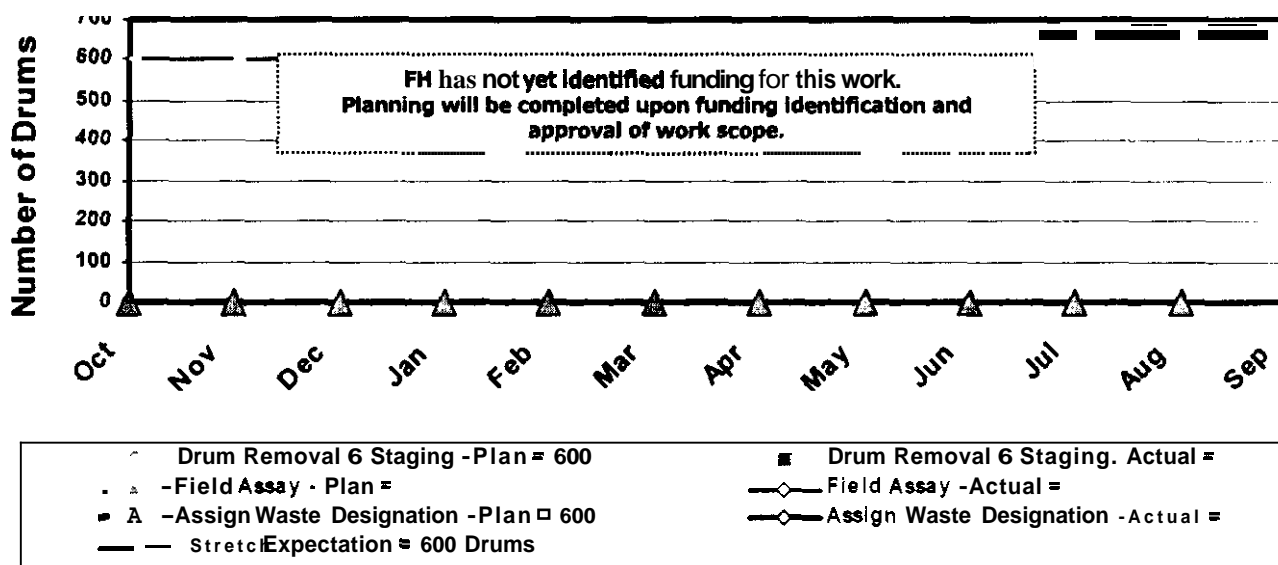 Number of Drums
700
600
500
400
300
200
100
0
FH has not yet identified funding for this work.
Planning will be completed upon funding identification and
approval of work scope.
Oct
Nov
Dec
Jan
Feb
Mar
Apr
May
Jun
Jul
Aug
Sep
Drum Removal 6 Staging -Plan = 600
Drum Removal 6 Staging. Actual =
-Field Assay - Plan =
Field Assay -Actual =
A -Assign Waste Designation -Plan □ 600
Assign Waste Designation -Actual =
Stretch Expectation = 600 Drums